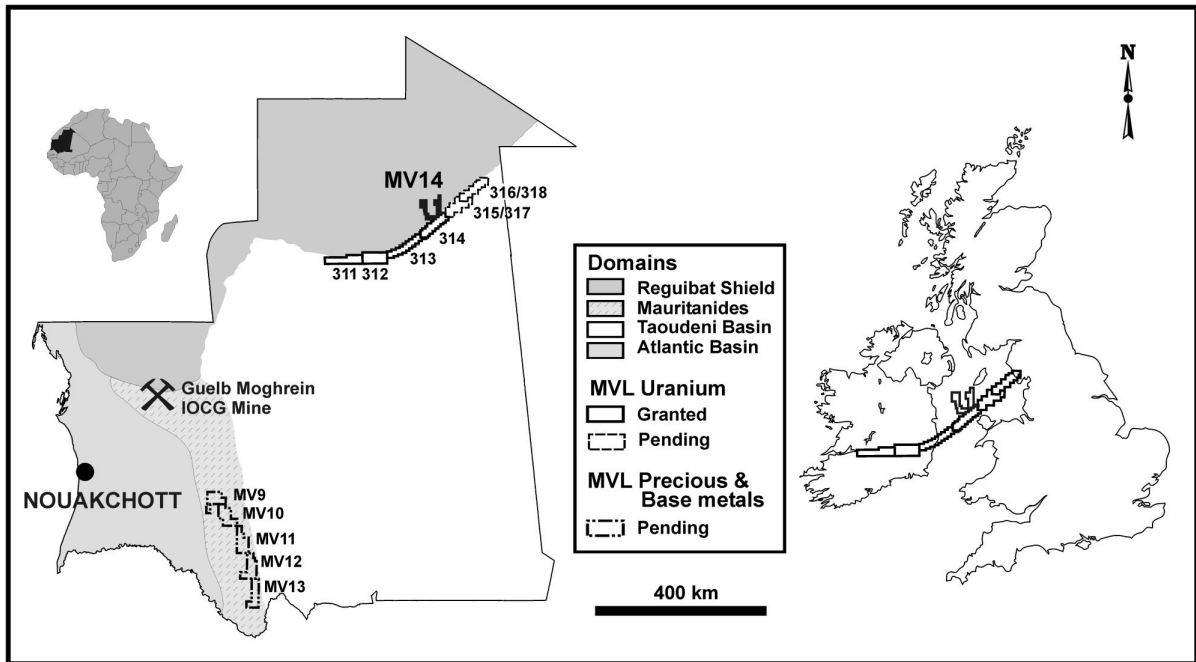 N
MV14
316/318
315/317
314
313
311 312
Guelb Moghrein
IOCG Mine
NOUAKCHOTT
MV9
MV10
MV11
MV12
MV13
Domains
Reguibat Shield
Mauritanides
Taoudeni Basin
Atlantic Basin
MVL Uranium
Granted
Pending
MVL Precious &
Base metals
Pending
400 km